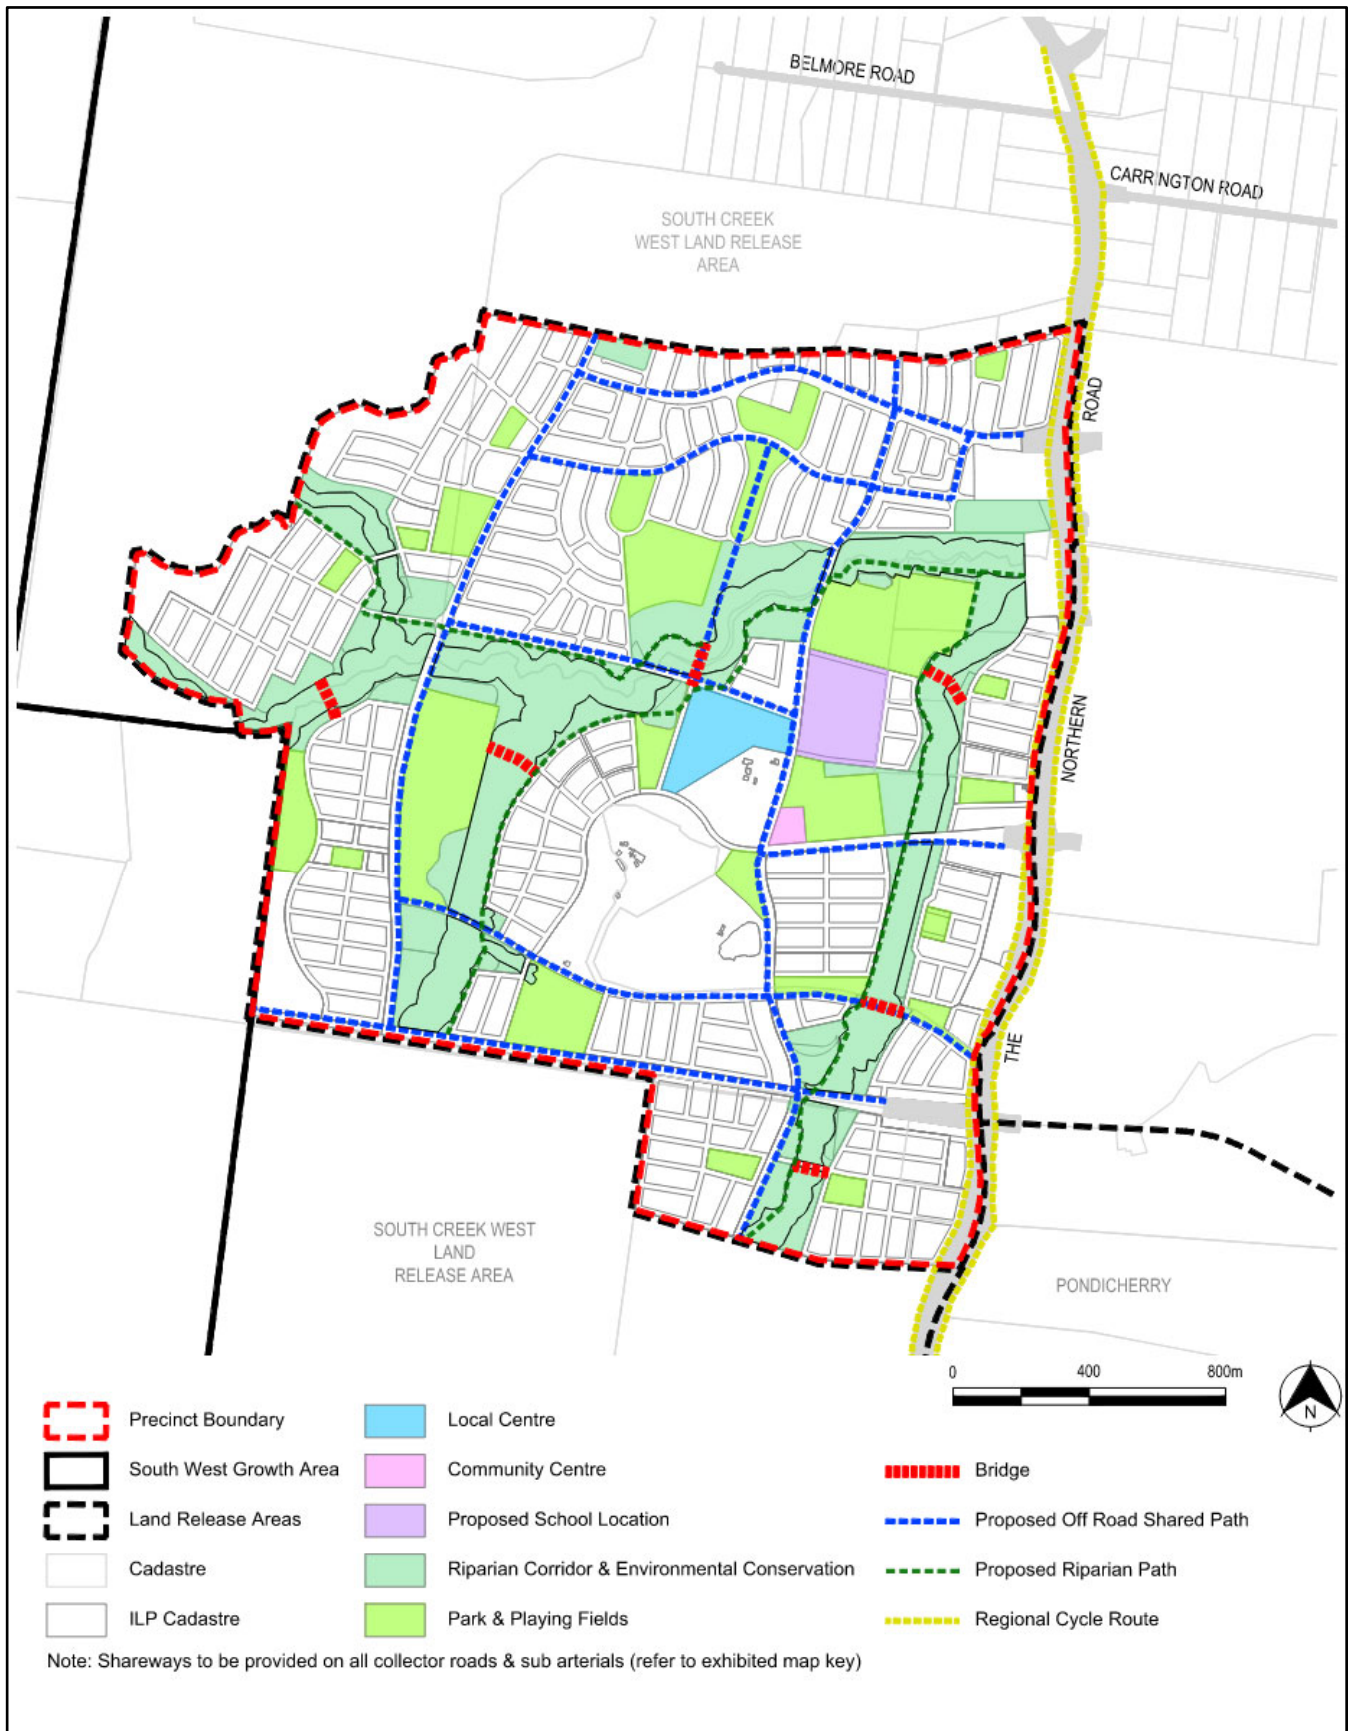 BELMORE ROAD
CARRINGTON ROAD
SOUTH CREEK
WEST LAND RELEASE
AREA
ROAD
NORTHERN
THE
SOUTH CREEK WEST
LAND
RELEASE AREA
PONDICHERRY
0 400 800m
N
Precinct Boundary
South West Growth Area
Land Release Areas
Cadastre
ILP Cadastre
Local Centre
Community Centre
Proposed School Location
Riparian Corridor & Environmental Conservation
Park & Playing Fields
Bridge
Proposed Off Road Shared Path
Proposed Riparian Path
Regional Cycle Route
Note: Shareways to be provided on all collector roads & sub arterials (refer to exhibited map key)